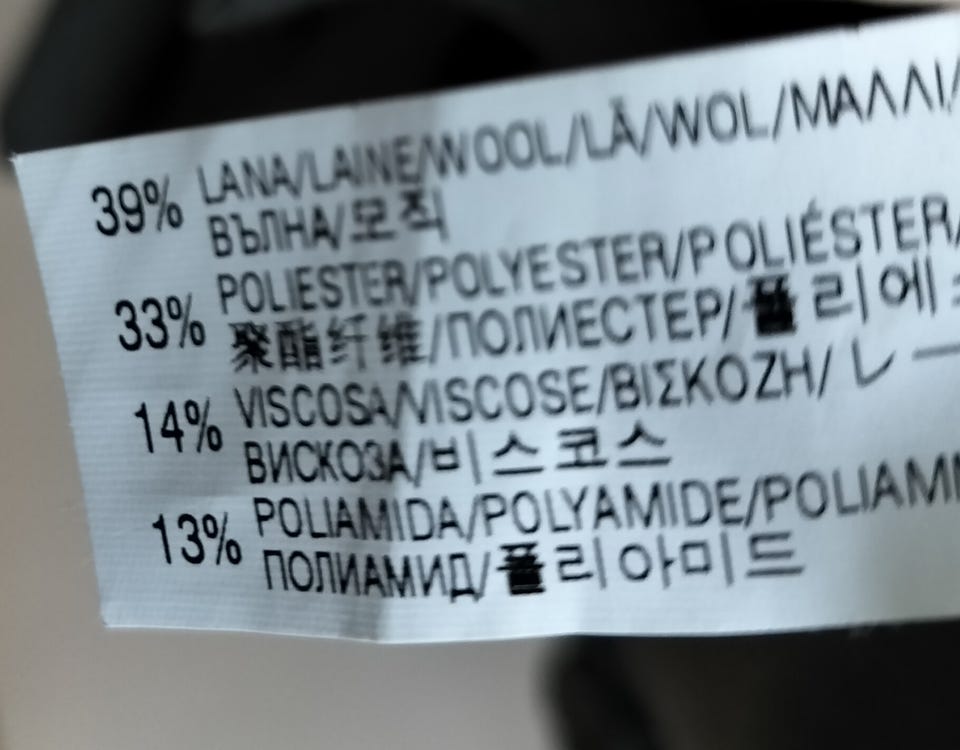 39% LANA/LAINE/WOOL/LÃ/WOL/ΜΑΛΛΙ/
ВЪЛНА/모직
33% POLIESTER/POLYESTER/POLIÉSTER/
聚酯纤维/ПОЛИЕСТЕР/폴리에
14% VISCOSA/VISCOSE/ΒΙΣΚΟΖΗ/レー
ВИСКОЗА/비스코스
13% POLIAMIDA/POLYAMIDE/
ПОЛИАМИД/폴리아미드